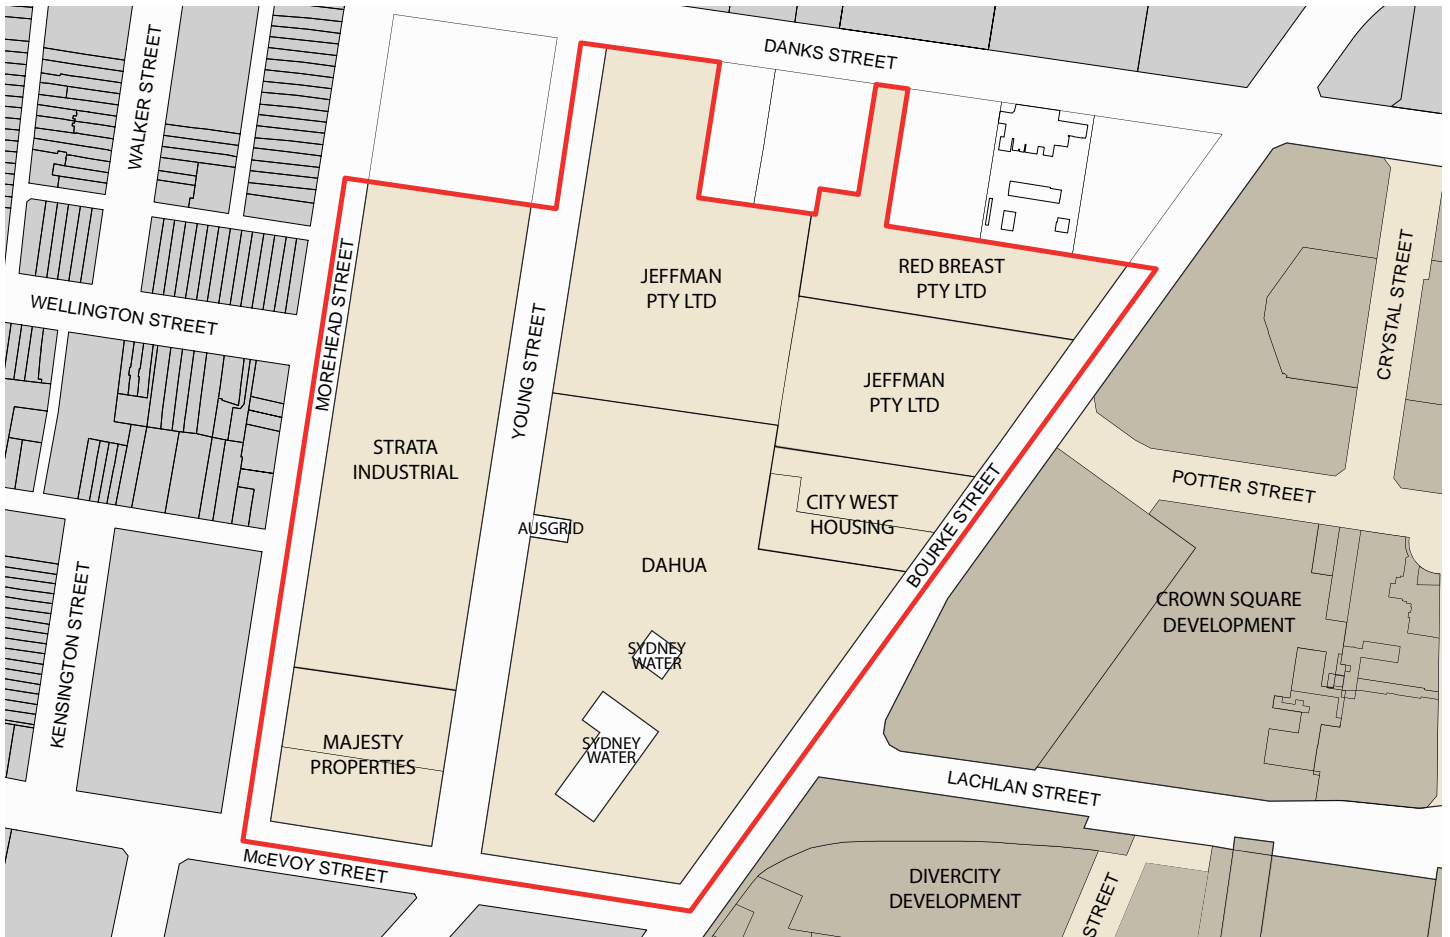 DANKS STREET
WALKER STREET
WELLINGTON STREET
MOREHEAD STREET
YOUNG STREET
JEFFMAN
PTY LTD
RED BREAST
PTY LTD
JEFFMAN
PTY LTD
CRYSTAL STREET
STRATA
INDUSTRIAL
CITY WEST
HOUSING
POTTER STREET
AUSGRID
DAHUA
BOURKE STREET
KENSINGTON STREET
CROWN SQUARE
DEVELOPMENT
SYDNEY
WATER
SYDNEY
WATER
MAJESTY
PROPERTIES
LACHLAN STREET
McEVOY STREET
DIVERCITY
DEVELOPMENT
STREET